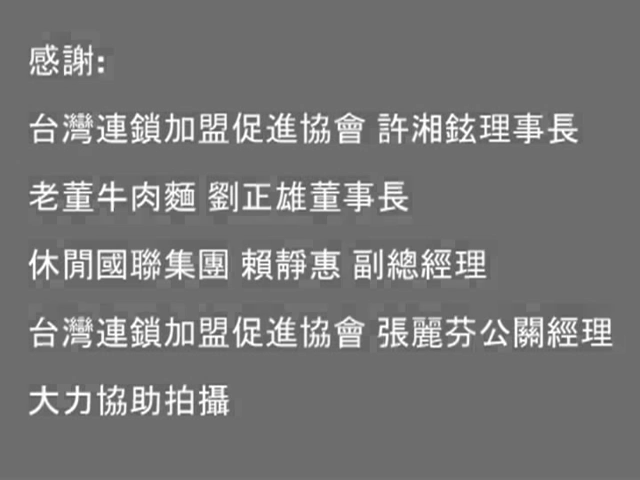 感謝:
台灣連鎖加盟促進協會 許湘鉉理事長
老董牛肉麵 劉正雄董事長
休閒國聯集團 賴靜惠 副總經理
台灣連鎖加盟促進協會 張麗芬公關經理
大力協助拍攝